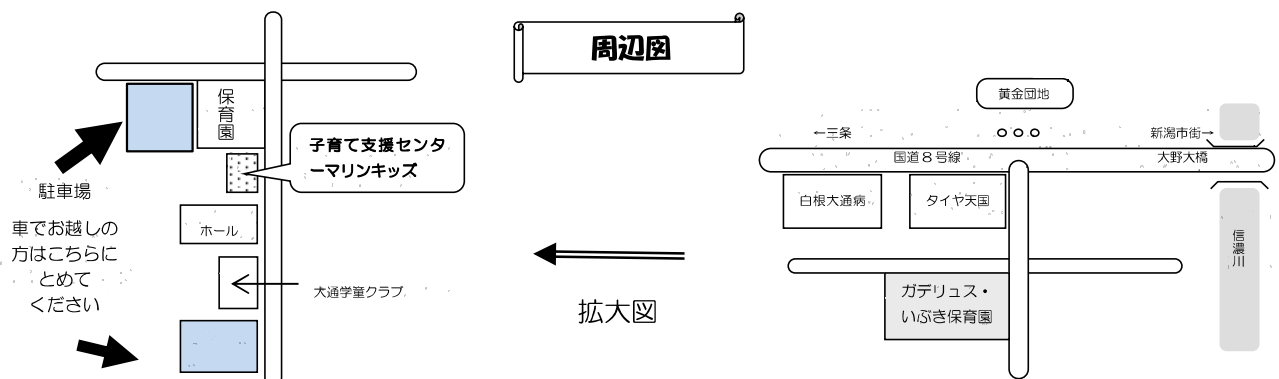 周辺図
保育園
子育て支援センタ
ーマリンキッズ
駐車場
車でお越しの
方はこちらに
とめて
ください
ホール
大通学童クラブ
拡大図
黄金団地
←三条
新潟市街→
国道8号線
大野大橋
白根大通病
タイヤ天国
信濃川
ガデリュス・
いぶき保育園